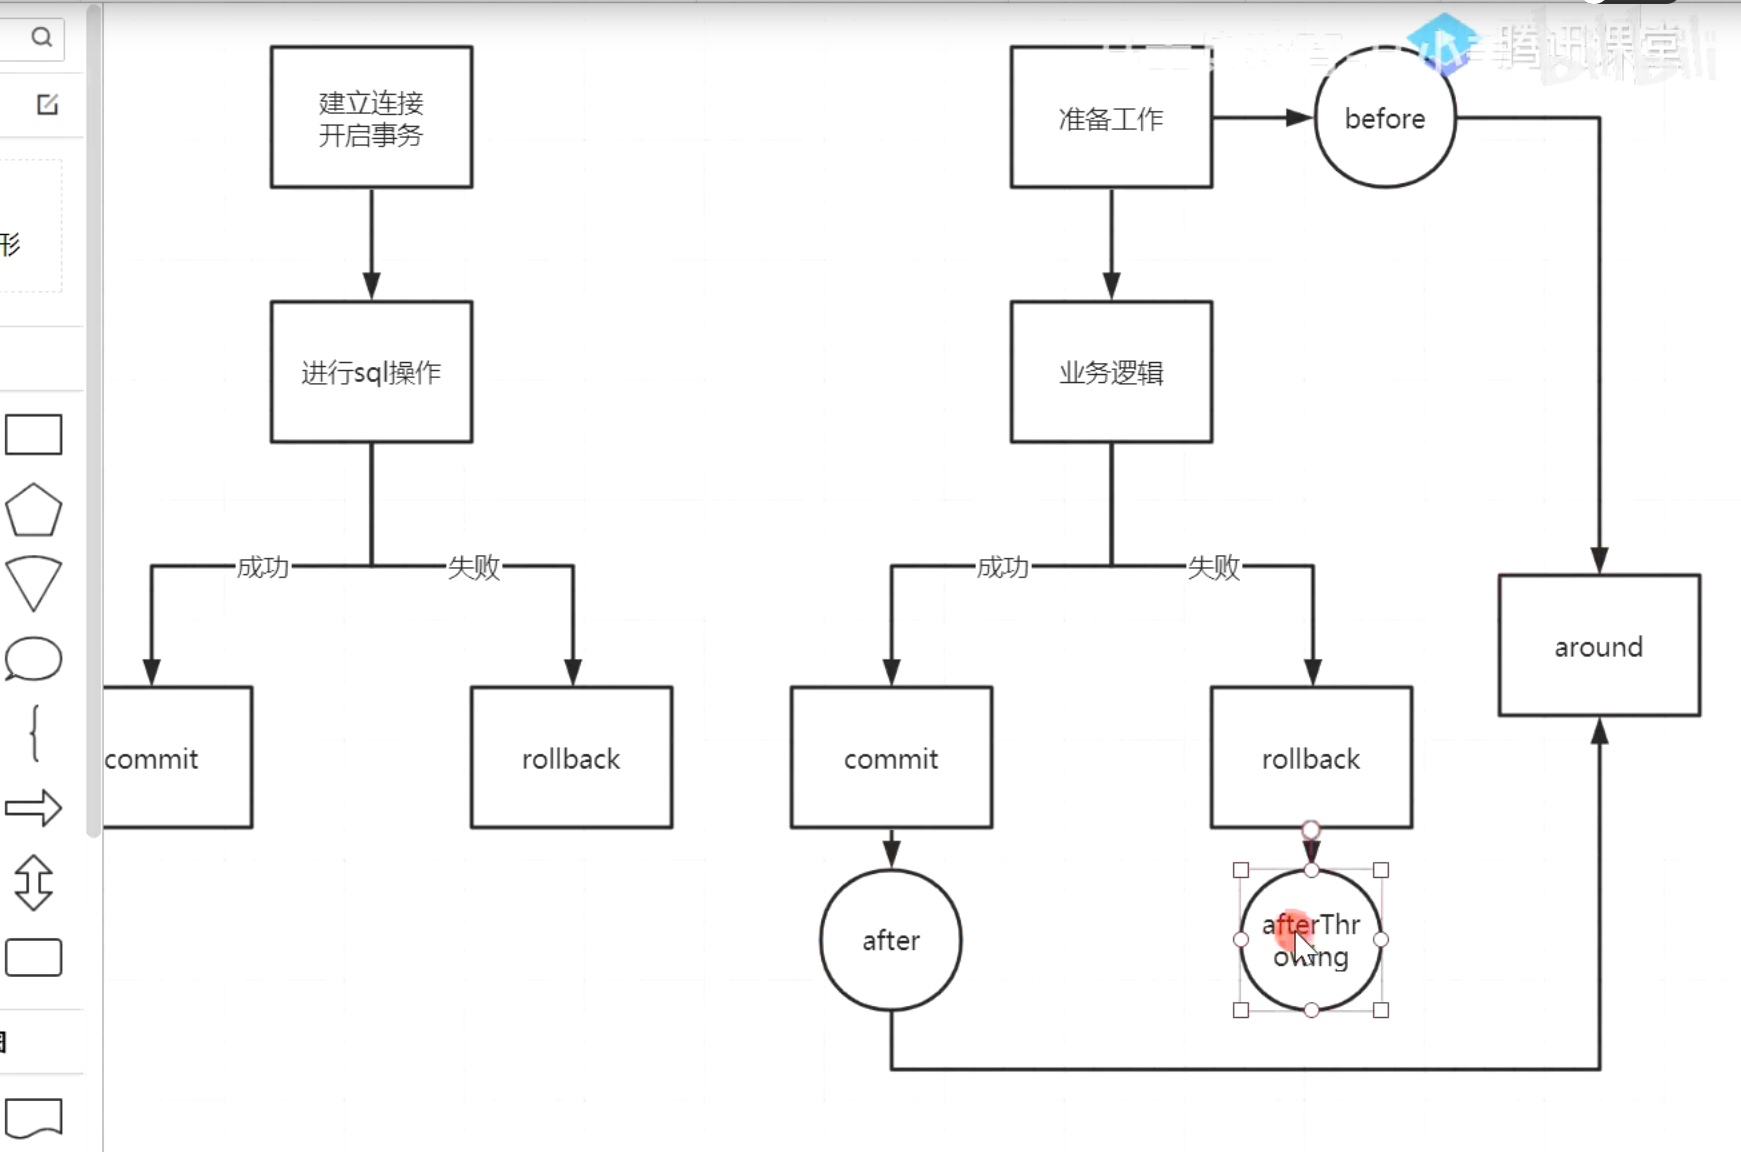 腾讯课堂
形
建立连接
开启事务
进行sql操作
成功
失败
commit
rollback
准备工作
before
业务逻辑
成功
失败
commit
rollback
around
after
afterThr
owing